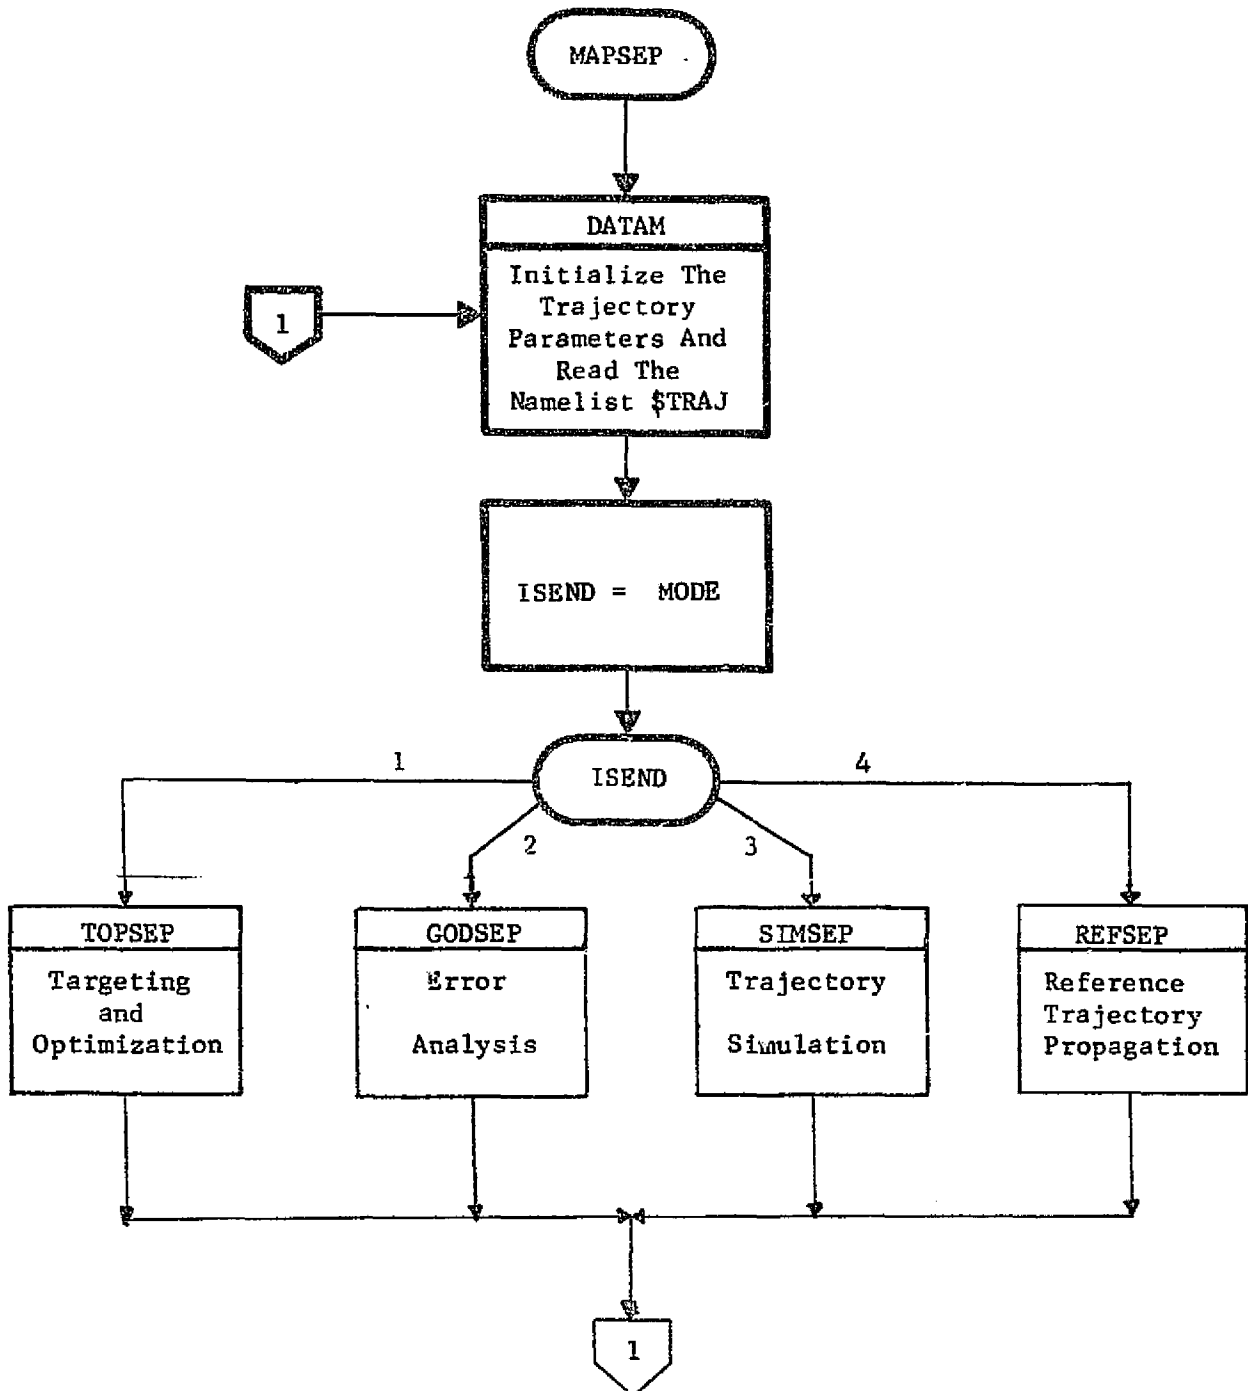 MAPSEP
DATAM
Initialize The
Trajectory
Parameters And
Read The
Namelist $TRAJ
1
ISEND = MODE
ISEND
1
2
3
4
TOPSEP
Targeting
and
Optimization
GODSEP
Error
Analysis
SIMSEP
Trajectory
Simulation
REFSEP
Reference
Trajectory
Propagation
1